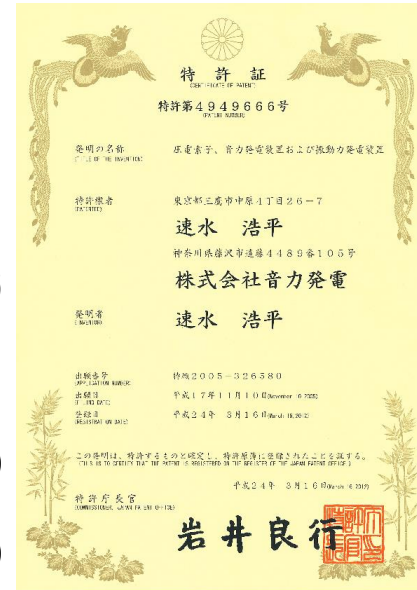 特許証
(CERTIFICATE OF PATENT)
特許第4949666号
(PATENT NUMBER)
発明の名称
(TITLE OF THE INVENTION)
圧電素子、音力発電装置および振動力発電装置
特許権者
(PATENTEE)
東京都三鷹市中原4丁目26-7
速水 浩平
神奈川県藤沢市遠藤4489番105号
株式会社音力発電
発明者
(INVENTOR)
速水 浩平
出願番号
(APPLICATION NUMBER)
特願2005-326580
出願日
(FILING DATE)
平成17年11月10日(November 10,2005)
登録日
(REGISTRATION DATE)
平成24年 3月16日(March 16,2012)
この発明は、特許するものと確定し、特許原簿に登録されたことを証する。
(THIS IS TO CERTIFY THAT THE PATENT IS REGISTERED ON THE REGISTER OF THE JAPAN PATENT OFFICE.)
平成24年 3月16日(March 16,2012)
特許庁長官
(COMMISSIONER, JAPAN PATENT OFFICE)
岩井良行